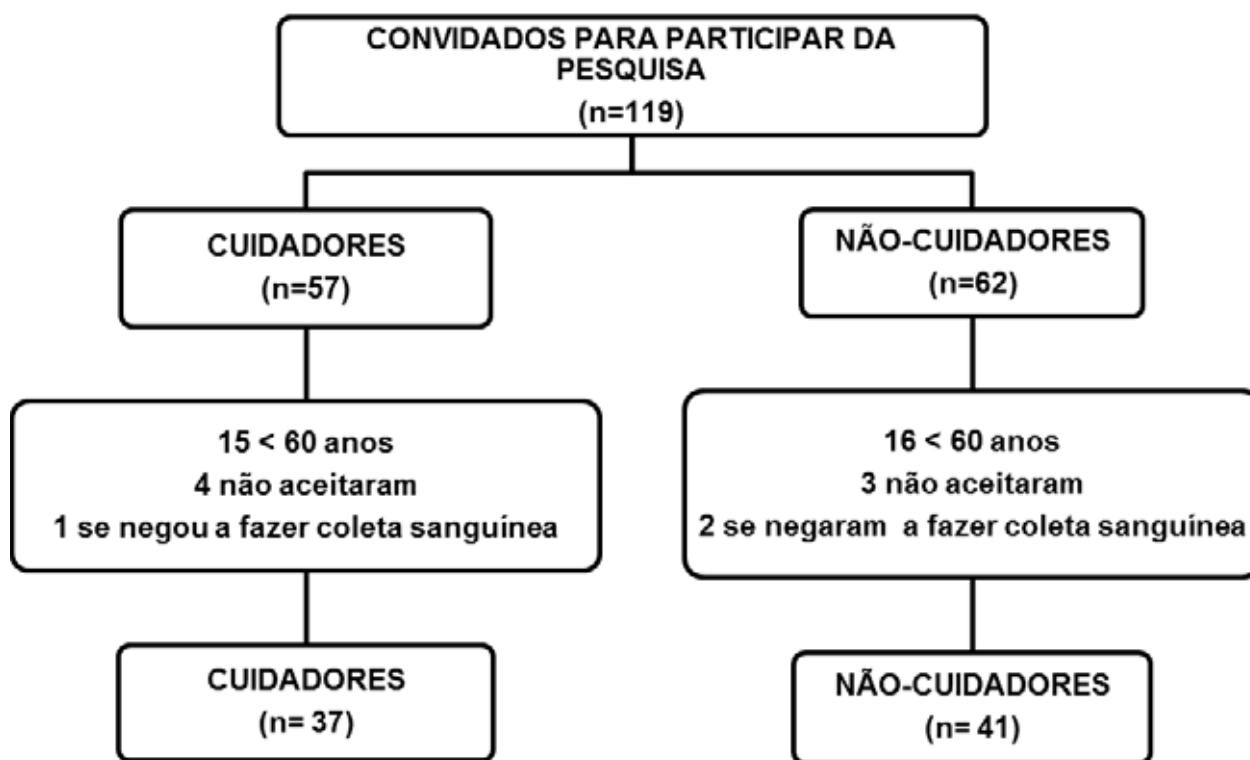 CONVIDADOS PARA PARTICIPAR DA
PESQUISA
(n=119)
CUIDADORES
(n=57)
NÃO-CUIDADORES
(n=62)
15 < 60 anos
4 não aceitaram
1 se negou a fazer coleta sanguínea
16 < 60 anos
3 não aceitaram
2 se negaram a fazer coleta sanguínea
CUIDADORES
(n= 37)
NÃO-CUIDADORES
(n= 41)